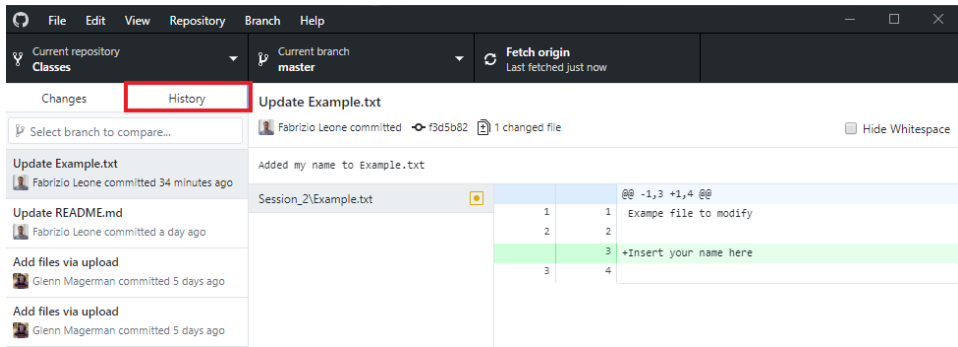 File Edit View Repository Branch Help
Current repository
Classes
Current branch
master
Fetch origin
Last fetched just now
Changes History
Select branch to compare...
Update Example.txt
Fabrizio Leone committed 34 minutes ago
Update README.md
Fabrizio Leone committed a day ago
Add files via upload
Glenn Magerman committed 5 days ago
Add files via upload
Glenn Magerman committed 5 days ago
Update Example.txt
Fabrizio Leone committed f3d5b82 1 changed file
Hide Whitespace
Added my name to Example.txt
Session_2\Example.txt
@@ -1,3 +1,4 @@
1 1 Exampe file to modify
2 2
3 +Insert your name here
3 4